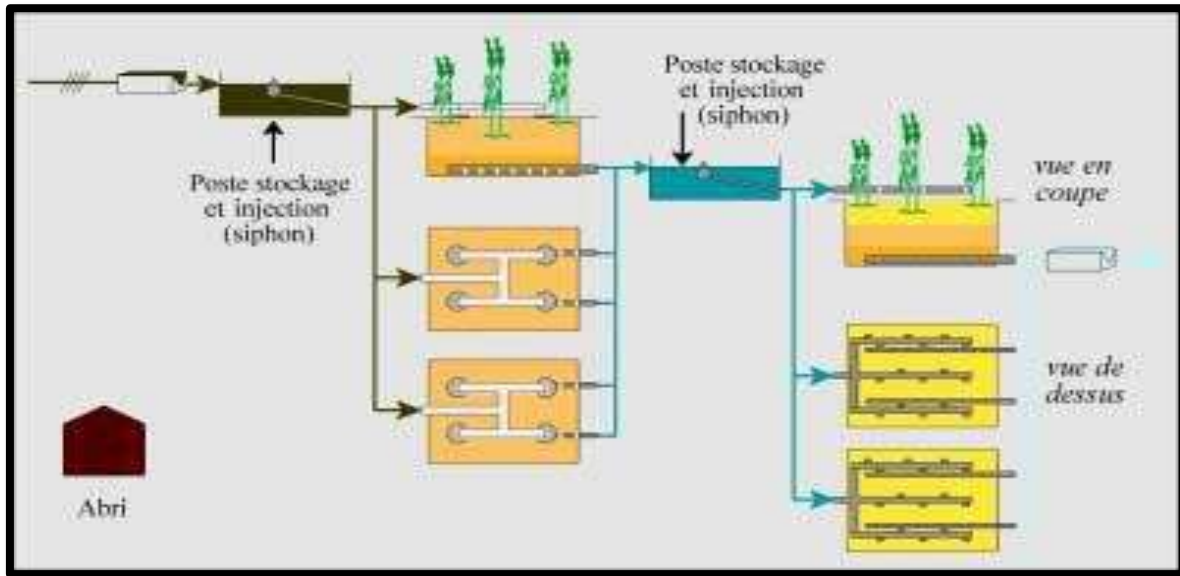 Poste stockage
et injection
(siphon)
Poste stockage
et injection
(siphon)
vue en
coupe
vue de
dessus
Abri